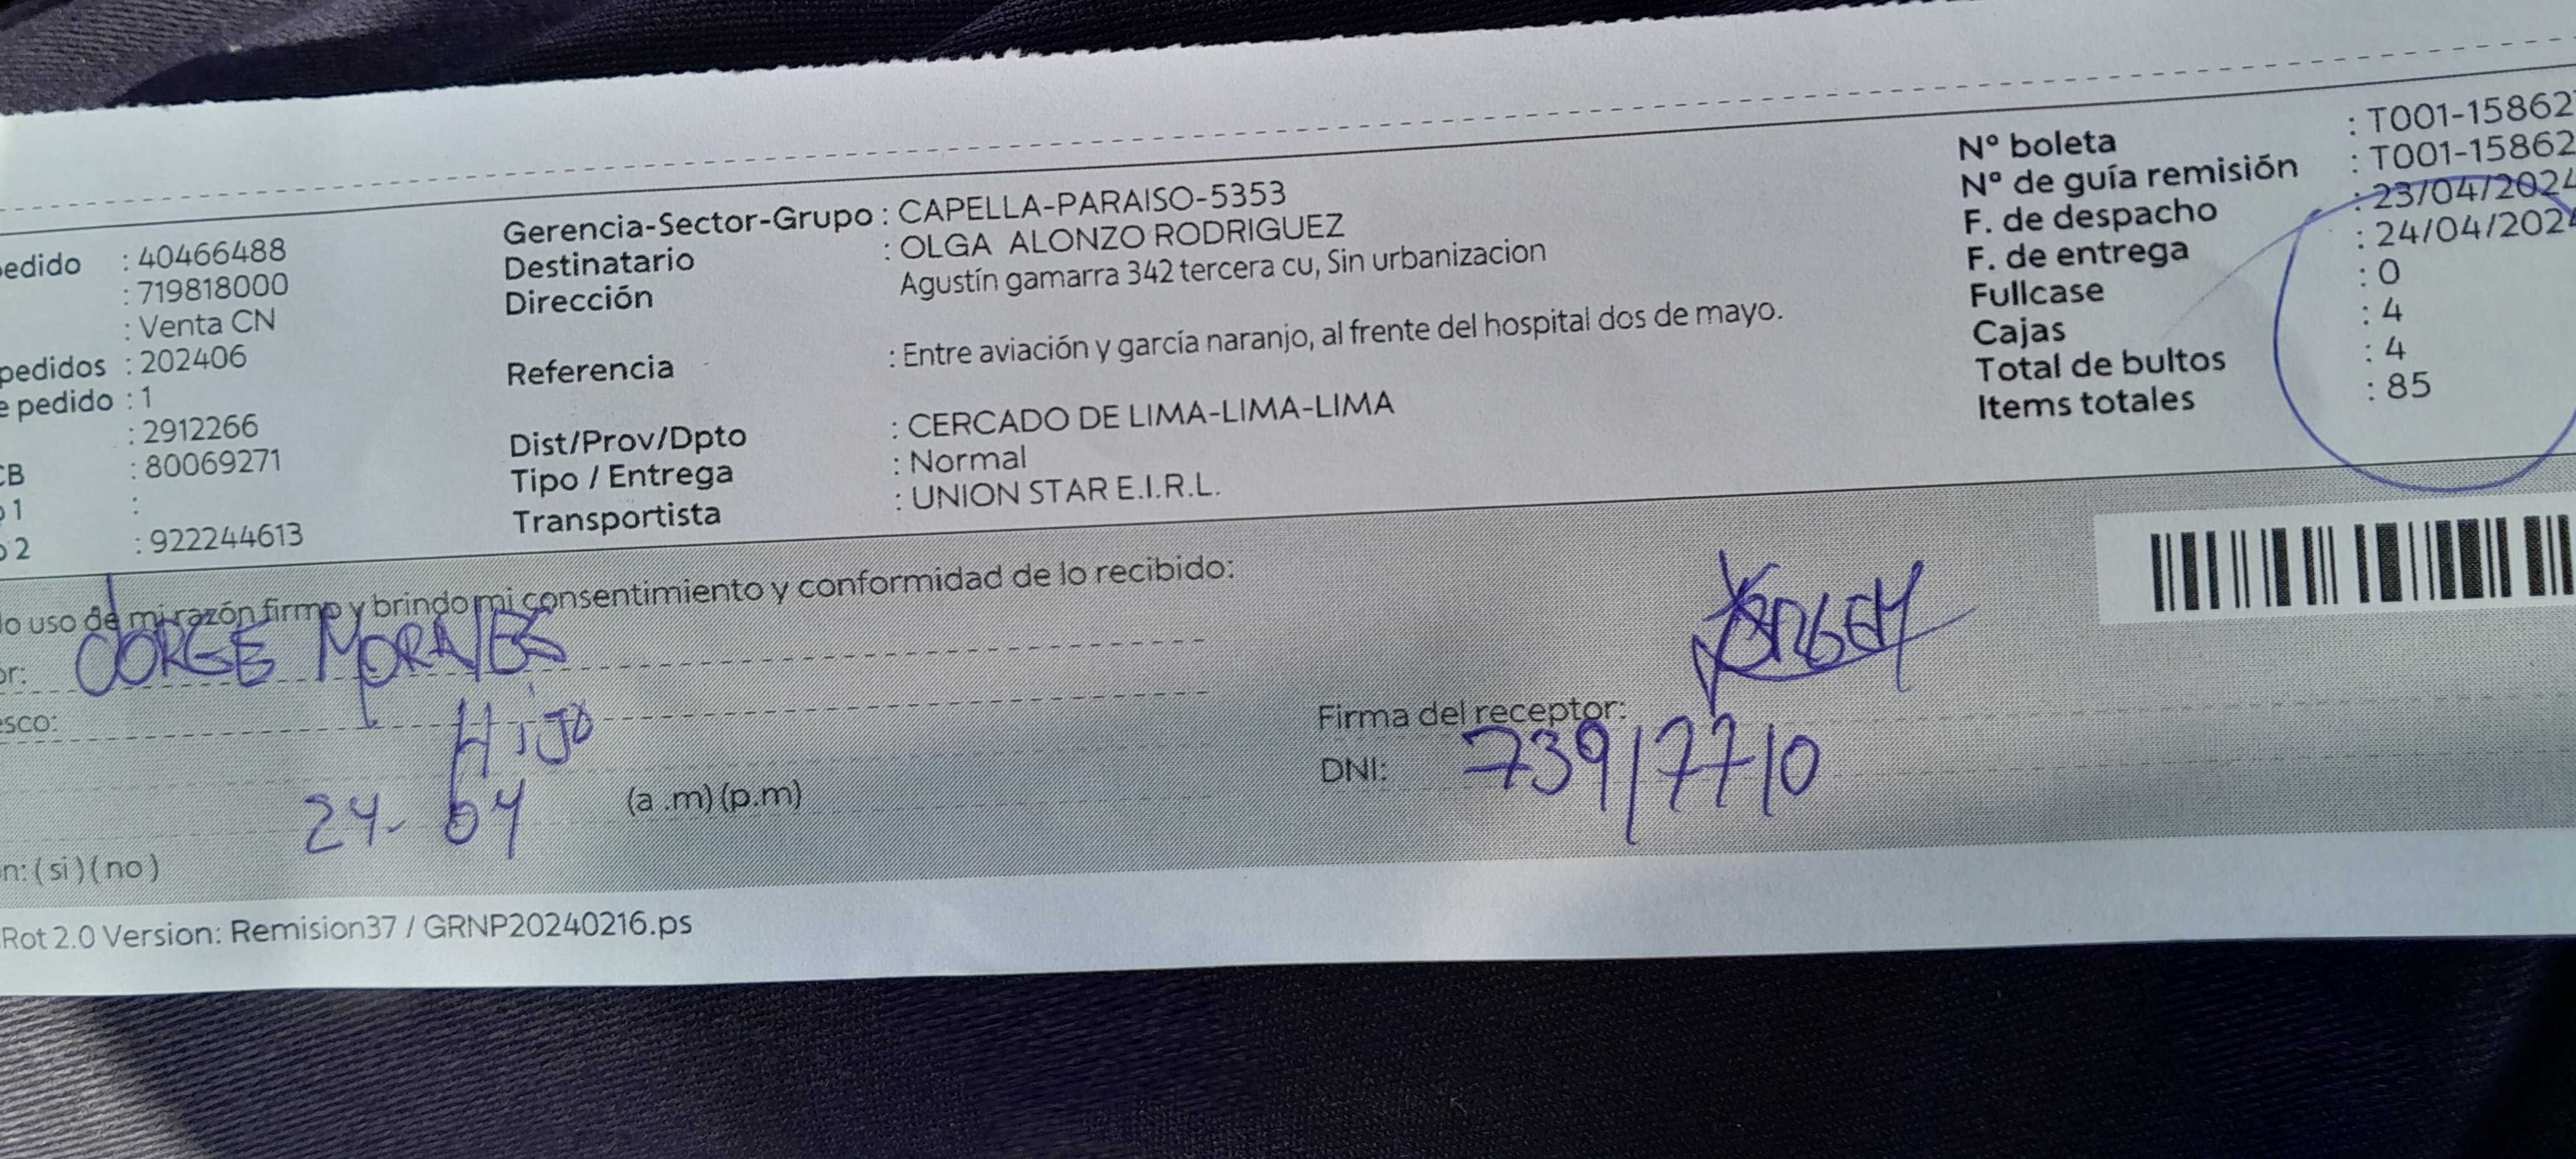 edido : 40466488
: 719818000
: Venta CN
pedidos : 202406
e pedido : 1
: 2912266
CB : 80069271
o 1 :
o 2 : 922244613
Gerencia-Sector-Grupo : CAPELLA-PARAISO-5353
Destinatario : OLGA ALONZO RODRIGUEZ
Dirección Agustín gamarra 342 tercera cu, Sin urbanizacion
Referencia : Entre aviación y garcía naranjo, al frente del hospital dos de mayo.
Dist/Prov/Dpto : CERCADO DE LIMA-LIMA-LIMA
Tipo / Entrega : Normal
Transportista : UNION STAR E.I.R.L.
Nº boleta : T001-15862
Nº de guía remisión : T001-15862
F. de despacho : 23/04/2024
F. de entrega : 24/04/2024
Fullcase : 0
Cajas : 4
Total de bultos : 4
Items totales : 85
lo uso de mi razón firmo y brindo mi consentimiento y conformidad de lo recibido:
or: JORGE MORALES
esco: Hijo
24-04 (a .m) (p.m)
Firma del receptor:
DNI: 73917710
n: ( si ) ( no )
Rot 2.0 Version: Remision37 / GRNP20240216.ps